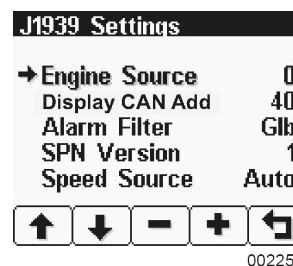 J1939 Settings
Engine Source 0
Display CAN Add 40
Alarm Filter Glb
SPN Version 1
Speed Source Auto
00225